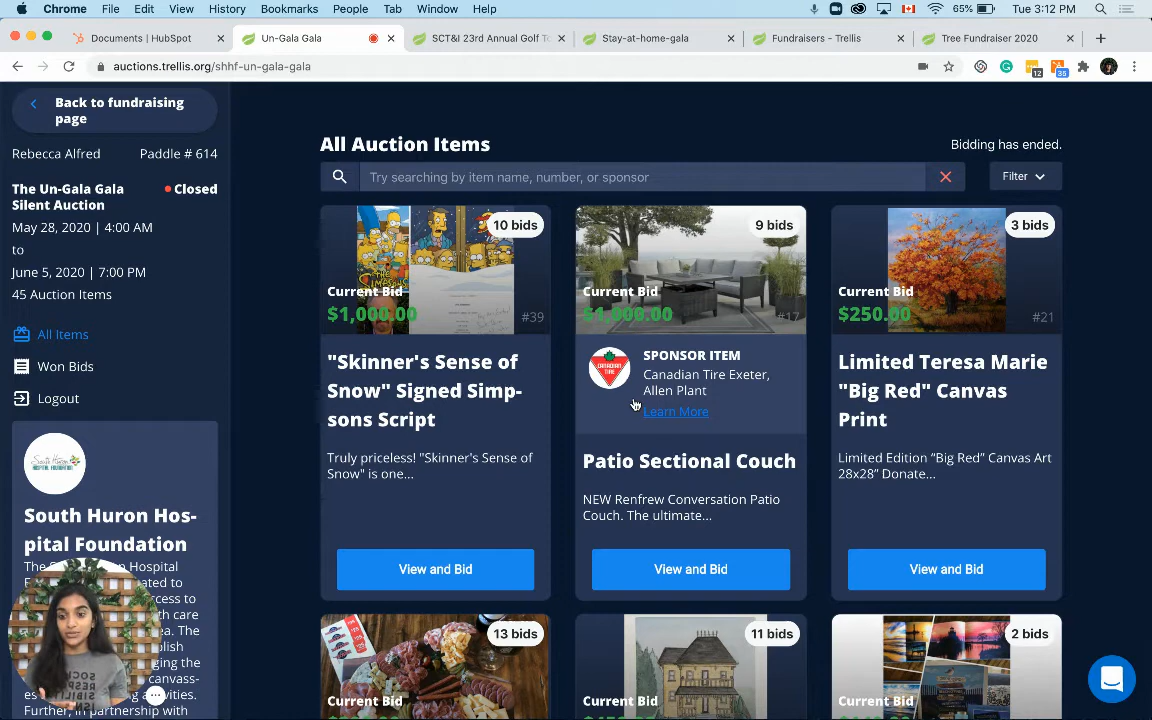 Chrome File Edit View History Bookmarks People Tab Window Help 65% Tue 3:12 PM
Documents | HubSpot Un-Gala Gala SCT&I 23rd Annual Golf To Stay-at-home-gala Fundraisers – Trellis Tree Fundraiser 2020
auctions.trellis.org/shhf-un-gala-gala 12 35
Back to fundraising
page
Rebecca Alfred Paddle # 614
The Un-Gala Gala
Silent Auction
Closed
May 28, 2020 | 4:00 AM
to
June 5, 2020 | 7:00 PM
45 Auction Items
All Items
Won Bids
Logout
South Huron Hos-
pital Foundation
All Auction Items
Bidding has ended.
Try searching by item name, number, or sponsor
Filter
10 bids
Current Bid
$1,000.00
#39
"Skinner's Sense of
Snow" Signed Simp-
sons Script
Truly priceless! "Skinner's Sense of
Snow" is one...
View and Bid
9 bids
Current Bid
$1,000.00
#17
CANADIAN
TIRE
SPONSOR ITEM
Canadian Tire Exeter,
Allen Plant
Learn More
Patio Sectional Couch
NEW Renfrew Conversation Patio
Couch. The ultimate...
View and Bid
3 bids
Current Bid
$250.00
#21
Limited Teresa Marie
"Big Red" Canvas
Print
Limited Edition “Big Red” Canvas Art
28x28” Donate...
View and Bid
13 bids
Current Bid
11 bids
Current Bid
2 bids
Current Bid